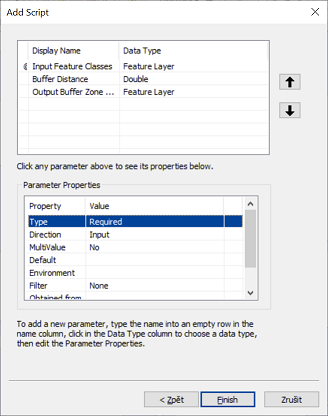 Add Script
Display Name Data Type
Input Feature Classes Feature Layer
Buffer Distance Double
Output Buffer Zone ... Feature Layer
Click any parameter above to see its properties below.
Parameter Properties
Property Value
Type Required
Direction Input
MultiValue No
Default
Environment
Filter None
Obtained from
To add a new parameter, type the name into an empty row in the
name column, click in the Data Type column to choose a data type,
then edit the Parameter Properties.
< Zpět Finish Zrušit